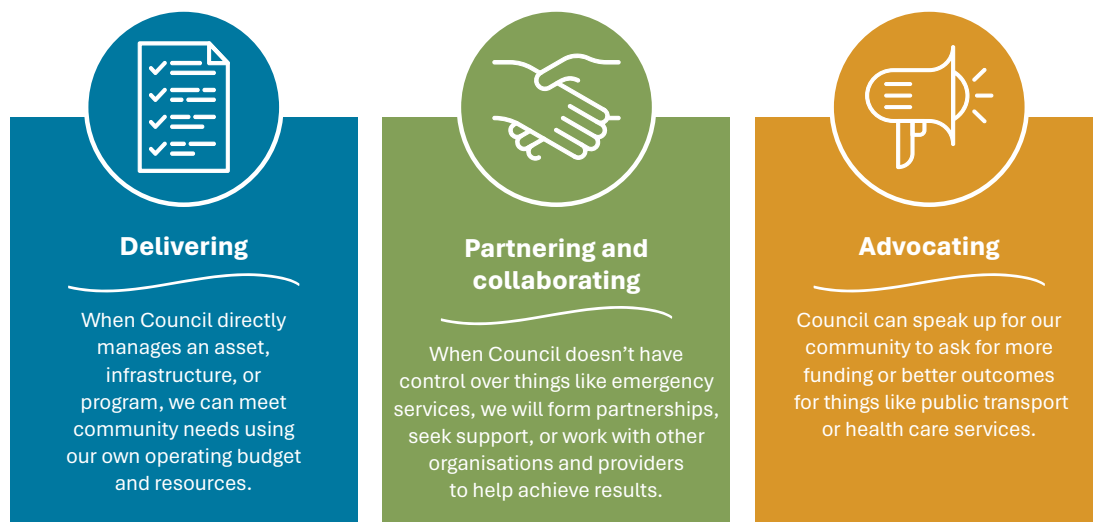 Delivering
When Council directly
manages an asset,
infrastructure, or
program, we can meet
community needs using
our own operating budget
and resources.
Partnering and
collaborating
When Council doesn’t have
control over things like emergency
services, we will form partnerships,
seek support, or work with other
organisations and providers
to help achieve results.
Advocating
Council can speak up for our
community to ask for more
funding or better outcomes
for things like public transport
or health care services.